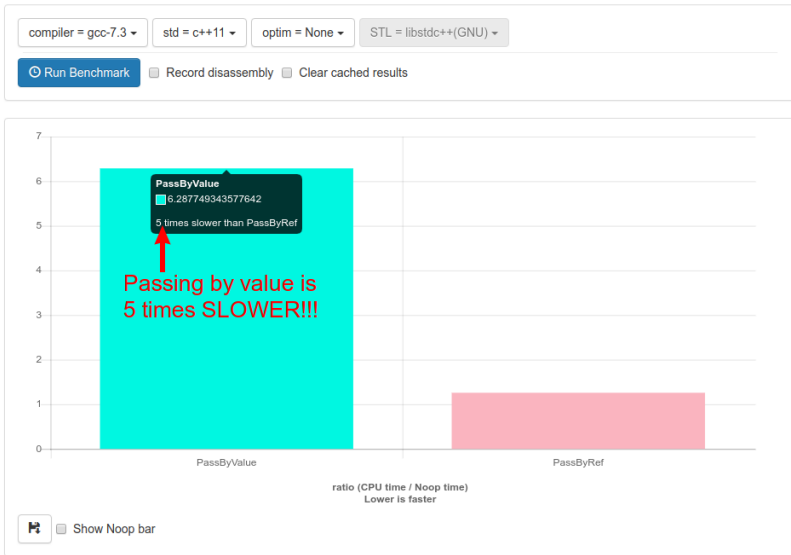 compiler = gcc-7.3 std = c++11 optim = None STL = libstdc++(GNU)
Run Benchmark Record disassembly Clear cached results
7
6
5
4
3
2
1
0
PassByValue
6.287749343577642
5 times slower than PassByRef
Passing by value is
5 times SLOWER!!!
PassByValue PassByRef
ratio (CPU time / Noop time)
Lower is faster
Show Noop bar